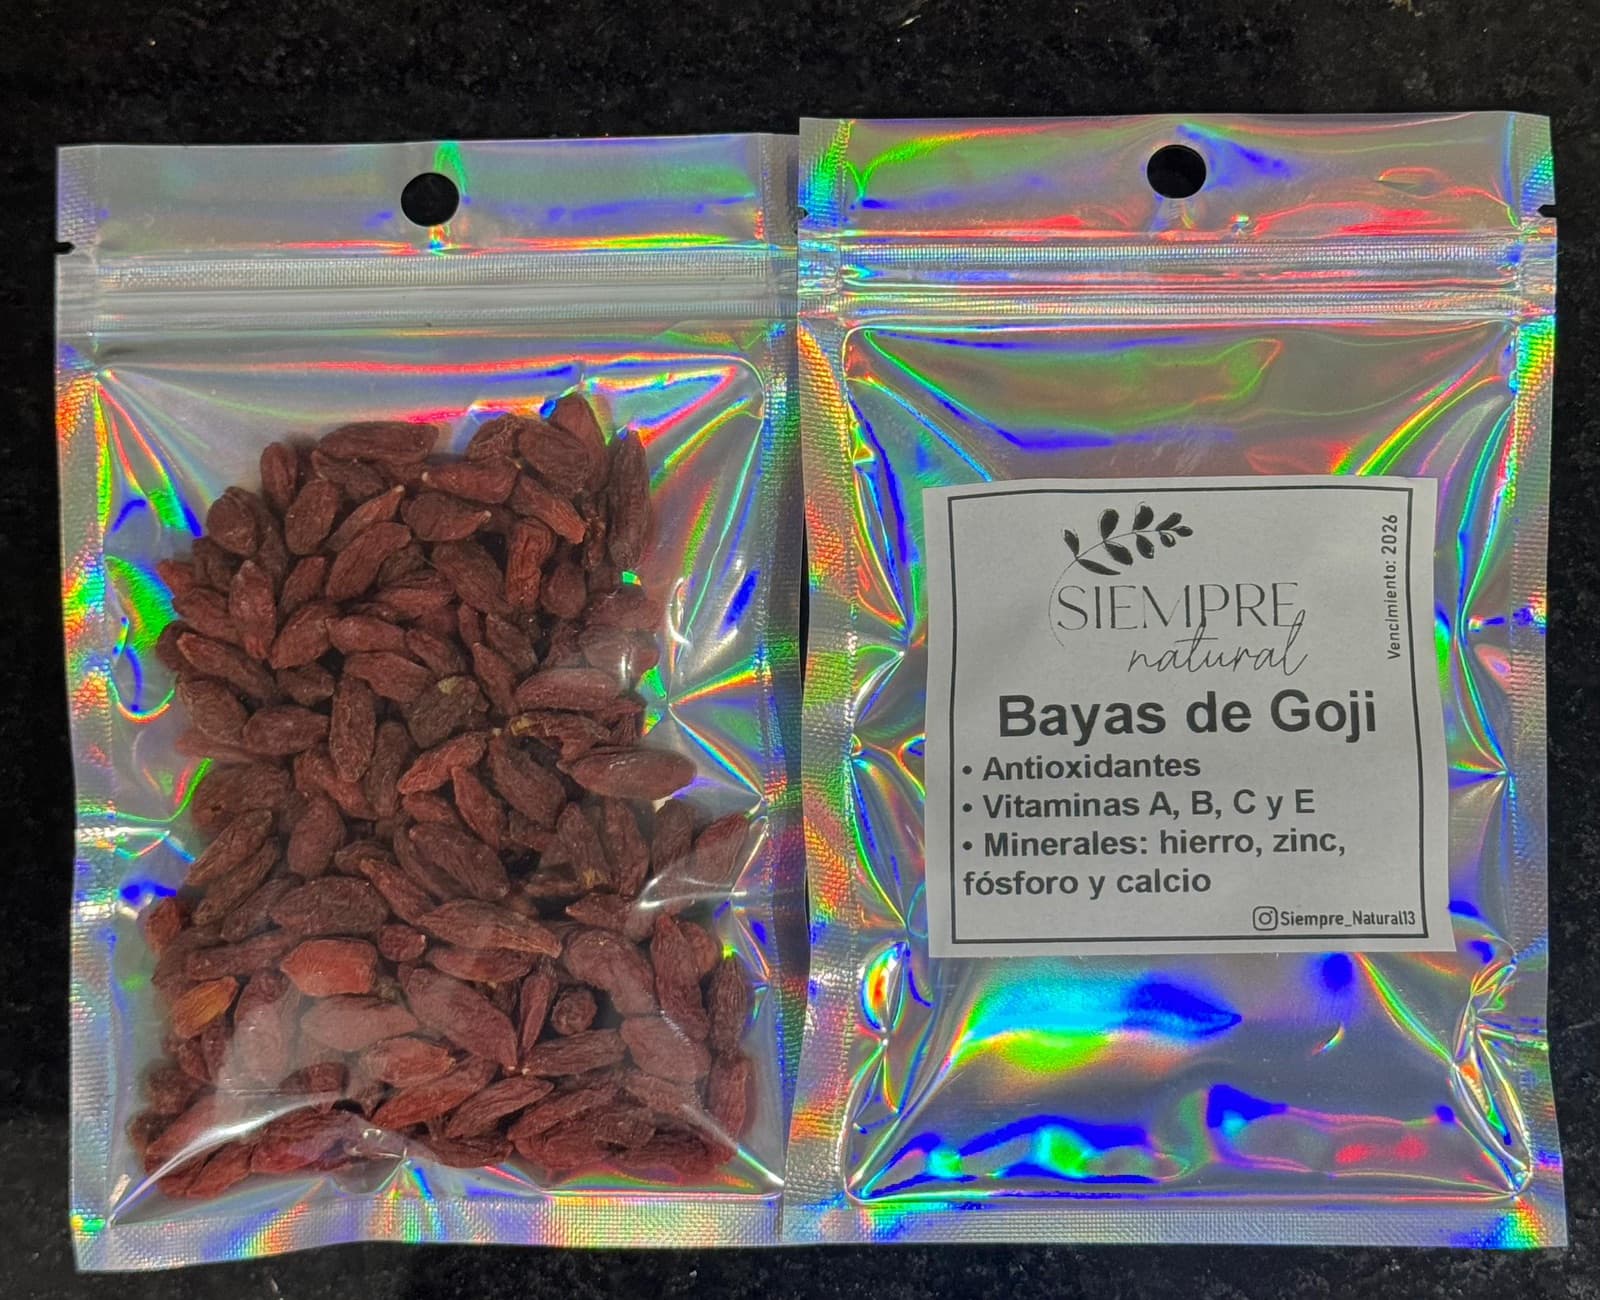 SIEMPRE
natural
Vencimiento: 2026
Bayas de Goji
• Antioxidantes
• Vitaminas A, B, C y E
• Minerales: hierro, zinc,
fósforo y calcio
Siempre_Natural13